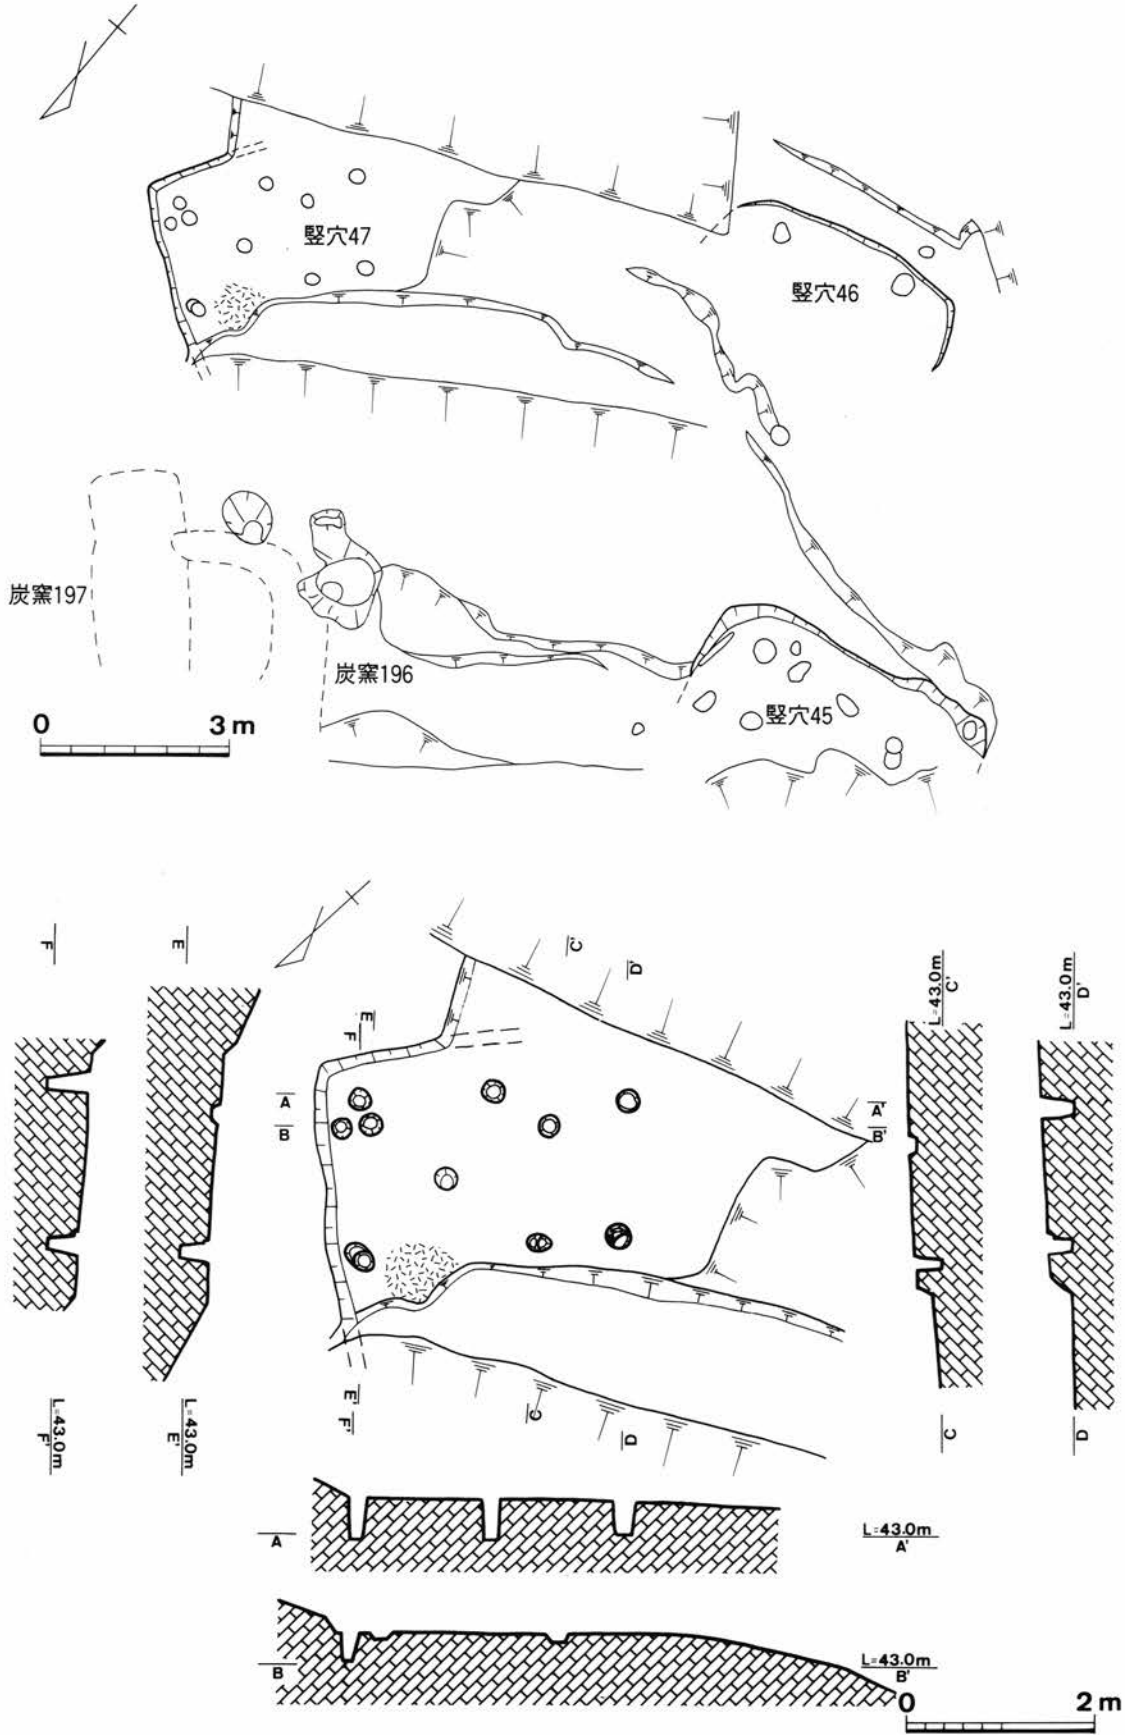 竪穴47
竪穴46
炭窯197
炭窯196
竪穴45
0 3 m
F E C' D' L=43.0m C' L=43.0m D'
E
F
A A'
B B'
E' C
F' D
L=43.0m F' L=43.0m E' C D
A L=43.0m A'
B L=43.0m B'
0 2 m